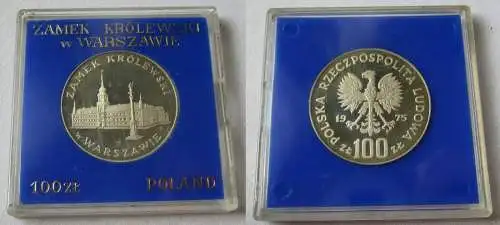 ZAMEK KRÓLEWSKI
w WARSZAWIE
ZAMEK KRÓLEWSKI
w WARSZAWIE
100 zł POLAND
POLSKA RZECZPOSPOLITA LUDOWA
19 75
ZŁ 100 ZŁ